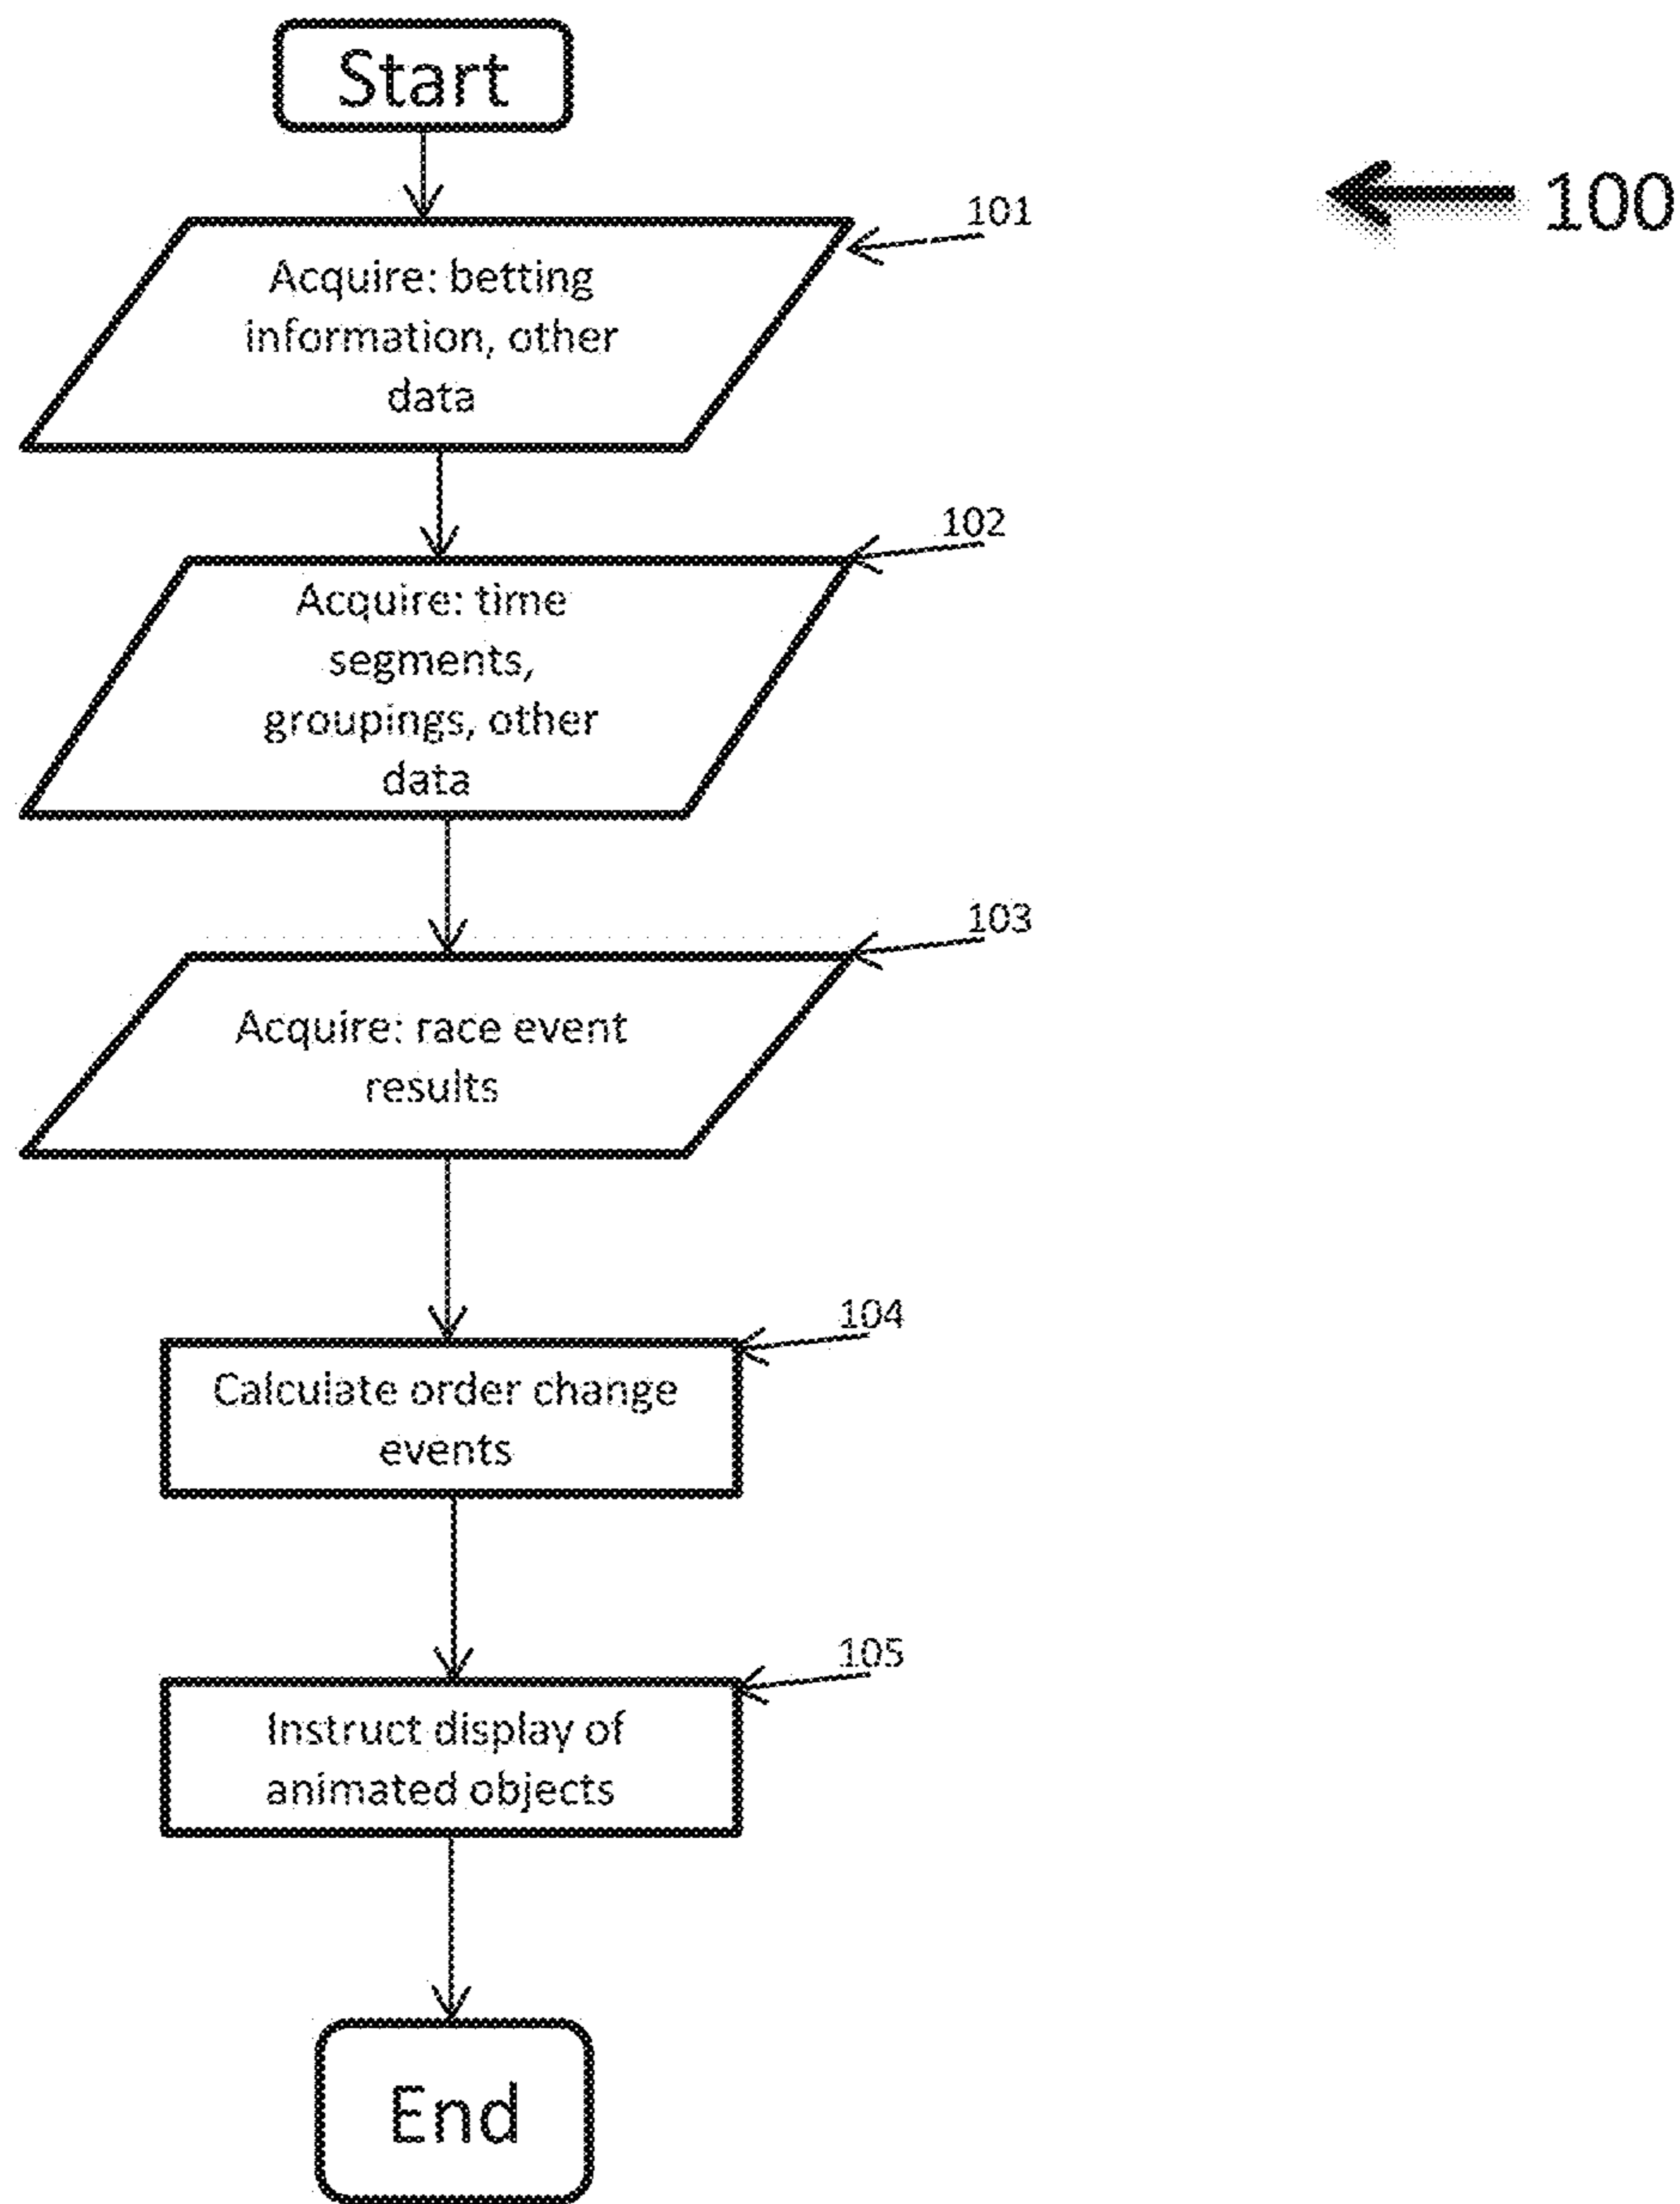 Start
100
101
Acquire: betting
information, other
data
102
Acquire: time
segments,
groupings, other
data
103
Acquire: race event
results
104
Calculate order change
events
105
Instruct display of
animated objects
End